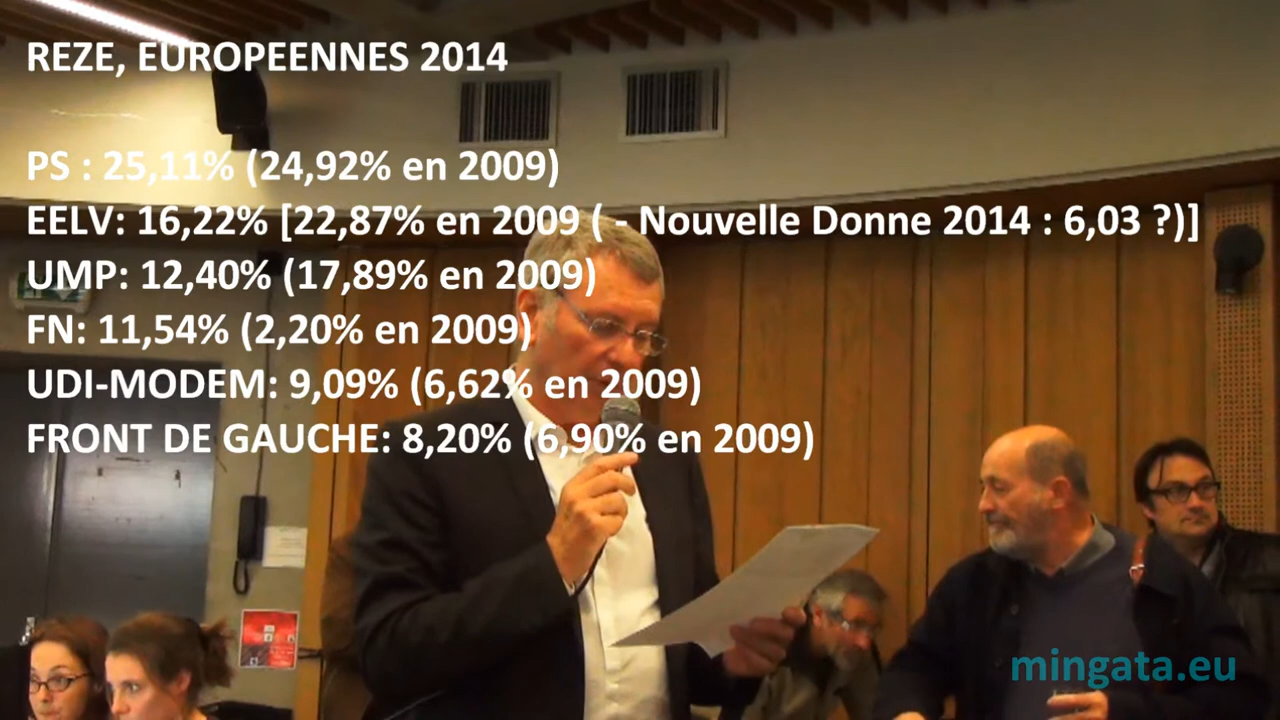 REZE, EUROPEENNES 2014
PS : 25,11% (24,92% en 2009)
EELV: 16,22% [22,87% en 2009 ( - Nouvelle Donne 2014 : 6,03 ?)]
UMP: 12,40% (17,89% en 2009)
FN: 11,54% (2,20% en 2009)
UDI-MODEM: 9,09% (6,62% en 2009)
FRONT DE GAUCHE: 8,20% (6,90% en 2009)
mingata.eu